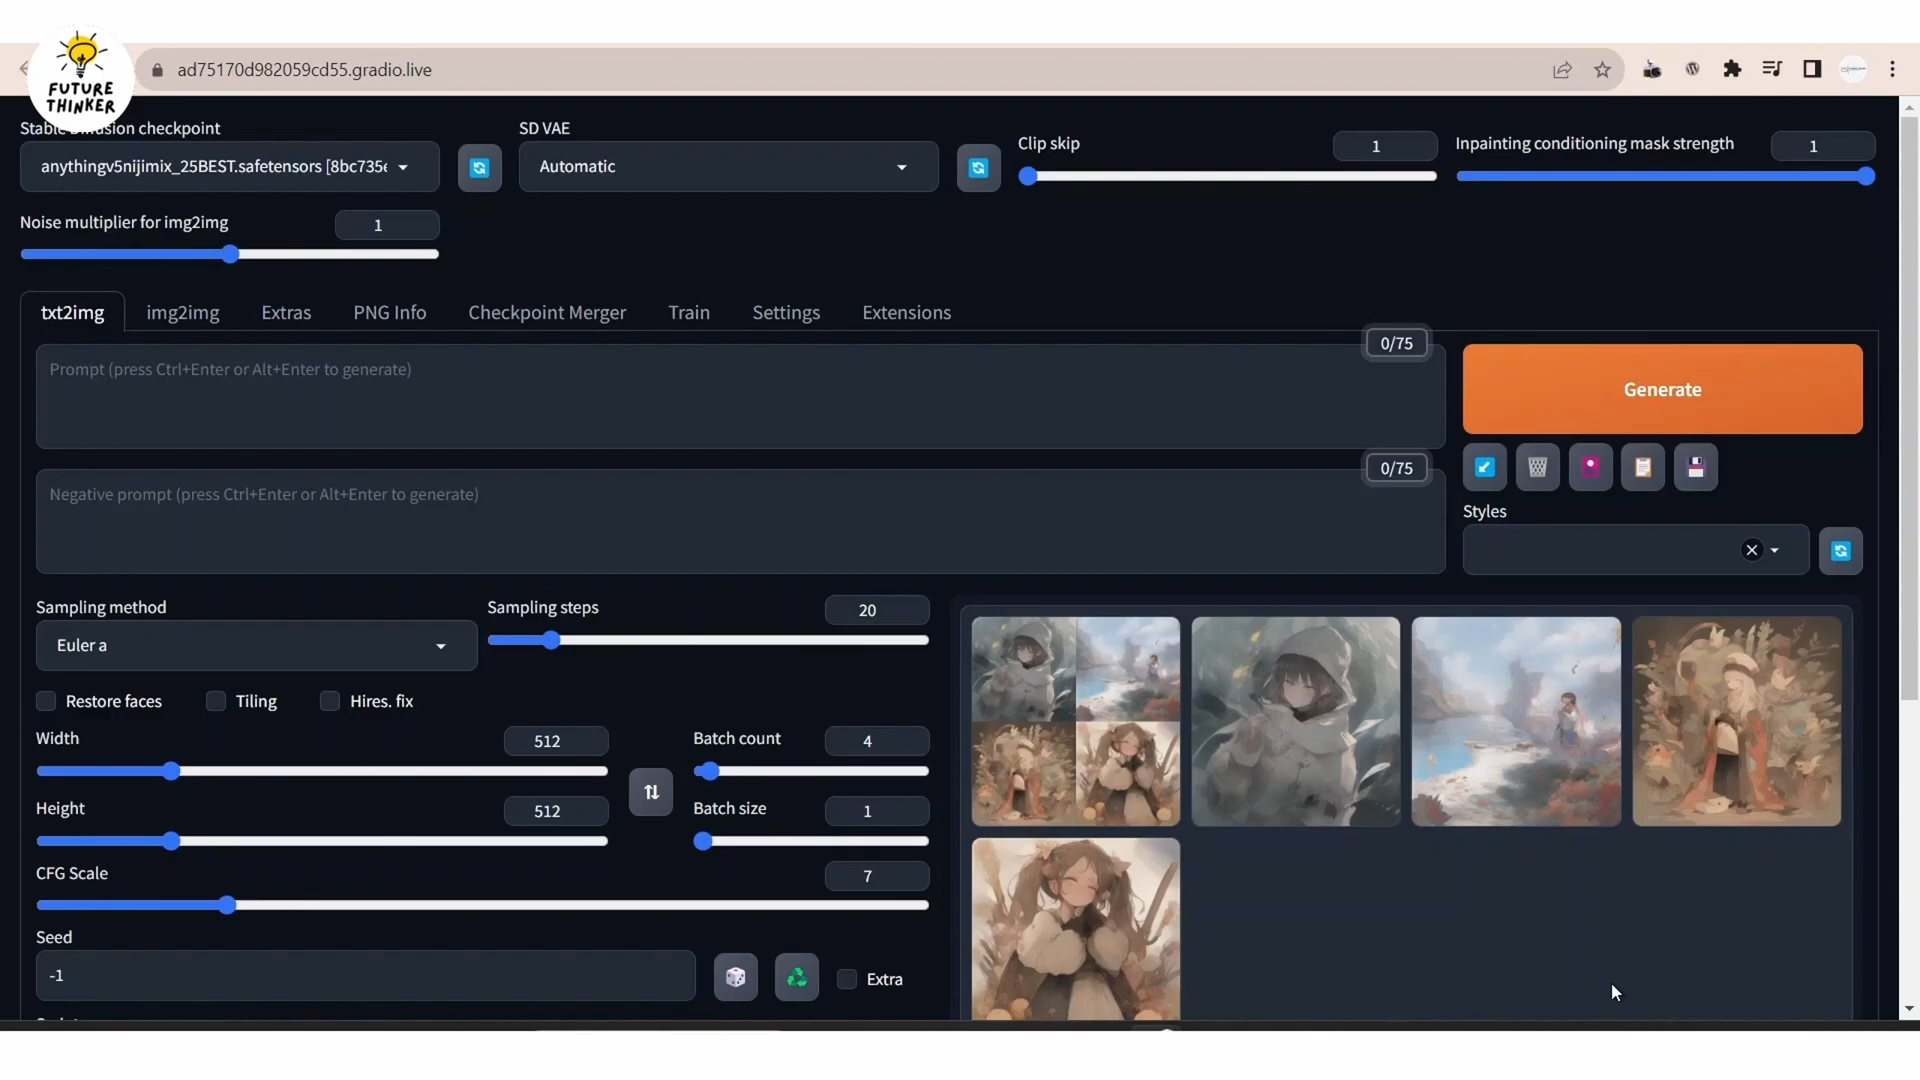 FUTURE
THINKER
ad75170d982059cd55.gradio.live
Stable Diffusion checkpoint
SD VAE
Clip skip
1
Inpainting conditioning mask strength
1
anythingv5nijimix_25BEST.safetensors [8bc735e
Automatic
Noise multiplier for img2img
1
txt2img
img2img
Extras
PNG Info
Checkpoint Merger
Train
Settings
Extensions
0/75
Prompt (press Ctrl+Enter or Alt+Enter to generate)
Generate
0/75
Negative prompt (press Ctrl+Enter or Alt+Enter to generate)
Styles
Sampling method
Sampling steps
20
Euler a
Restore faces
Tiling
Hires. fix
Width
512
Batch count
4
Height
512
Batch size
1
CFG Scale
7
Seed
-1
Extra